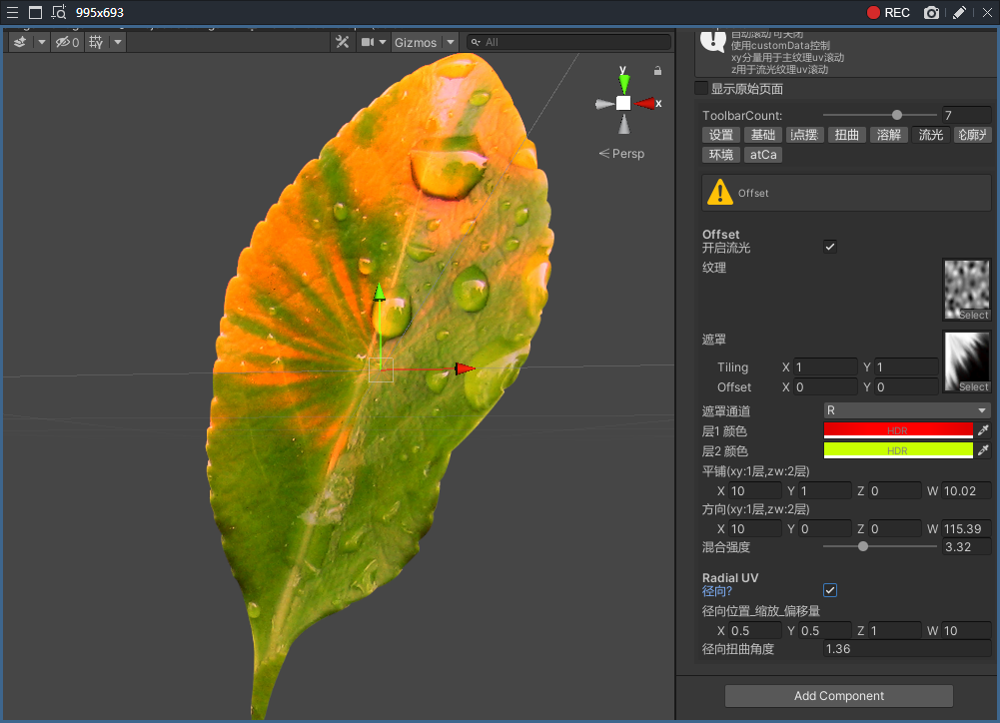 995x693
REC
0
Gizmos
All
自动滚动 可关闭
使用customData控制
xy分量用于主纹理uv滚动
z用于流光纹理uv滚动
显示原始页面
y
x
< Persp
ToolbarCount: 7
设置 基础 扭曲 溶解 流光
环境 atCa
Offset
Offset
开启流光
纹理
Select
遮罩
Tiling X 1 Y 1
Offset X 0 Y 0
Select
遮罩通道 R
层1 颜色 HDR
层2 颜色 HDR
平铺(xy:1层,zw:2层)
X 10 Y 1 Z 0 W 10.02
方向(xy:1层,zw:2层)
X 10 Y 0 Z 0 W 115.39
混合强度 3.32
Radial UV
径向?
径向位置_缩放_偏移量
X 0.5 Y 0.5 Z 1 W 10
径向扭曲角度 1.36
Add Component